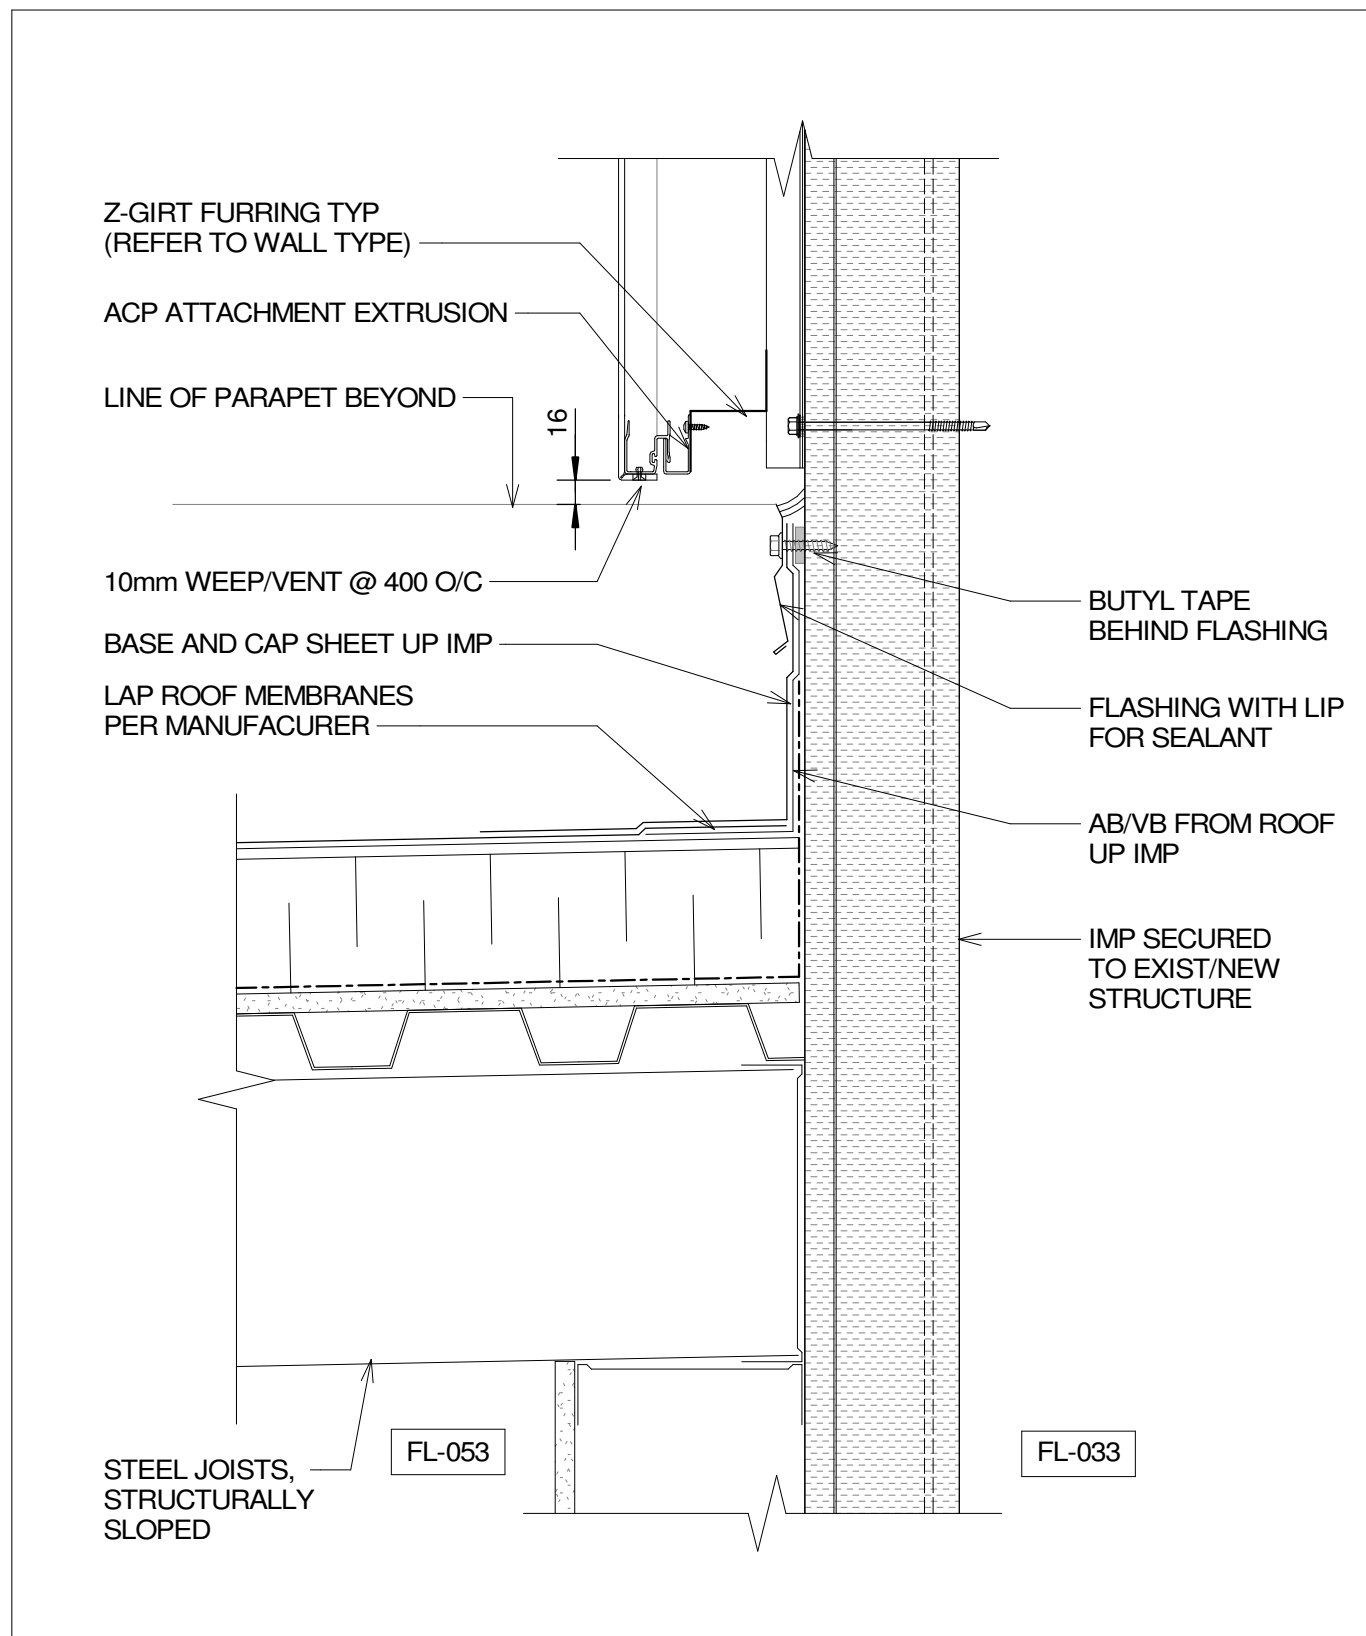 Z-GIRT FURRING TYP
(REFER TO WALL TYPE)
ACP ATTACHMENT EXTRUSION
LINE OF PARAPET BEYOND
16
10mm WEEP/VENT @ 400 O/C
BASE AND CAP SHEET UP IMP
LAP ROOF MEMBRANES
PER MANUFACURER
BUTYL TAPE
BEHIND FLASHING
FLASHING WITH LIP
FOR SEALANT
AB/VB FROM ROOF
UP IMP
IMP SECURED
TO EXIST/NEW
STRUCTURE
STEEL JOISTS,
STRUCTURALLY
SLOPED
FL-053
FL-033